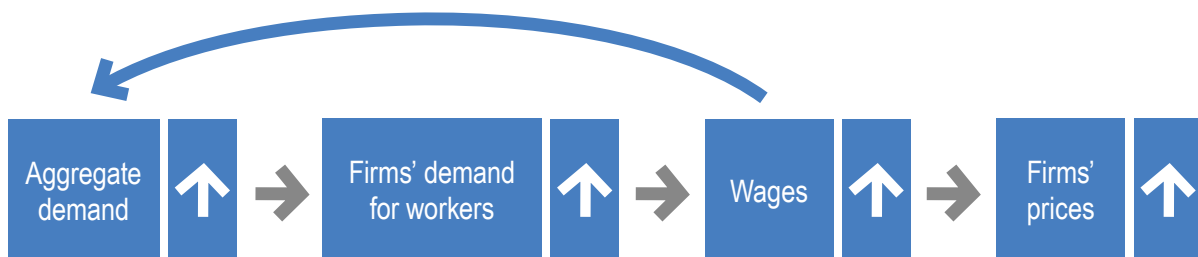 Aggregate
demand
Firms’ demand
for workers
Wages
Firms’
prices